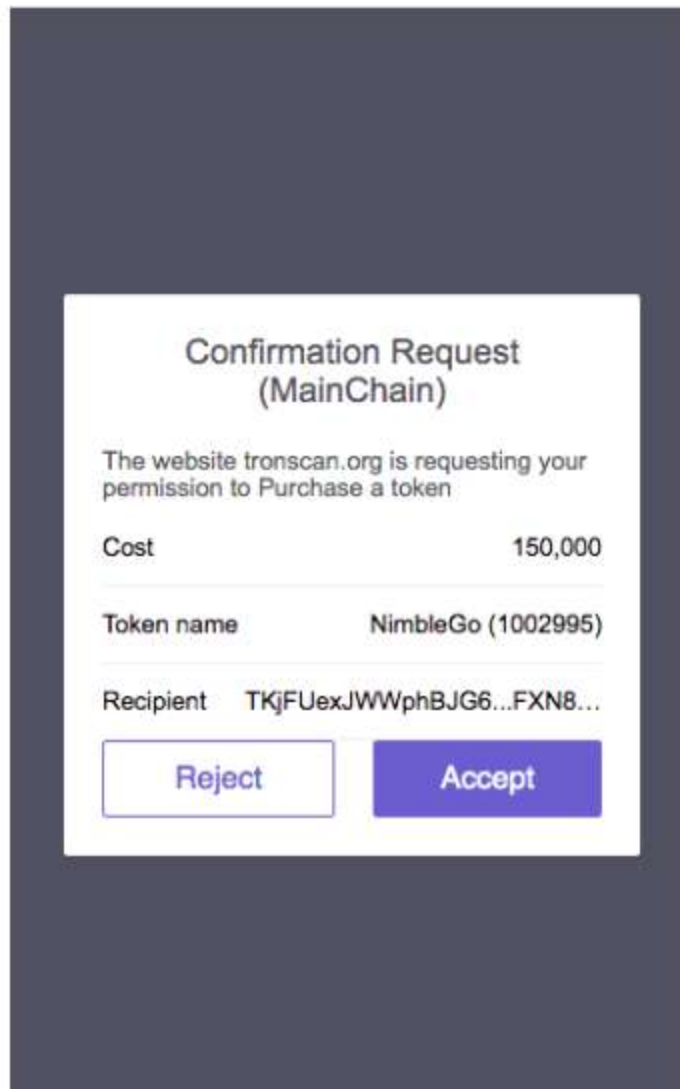 Confirmation Request
(MainChain)
The website tronscan.org is requesting your
permission to Purchase a token
Cost 150,000
Token name NimbleGo (1002995)
Recipient TKjFUexJWWphBJG6...FXN8...
Reject Accept